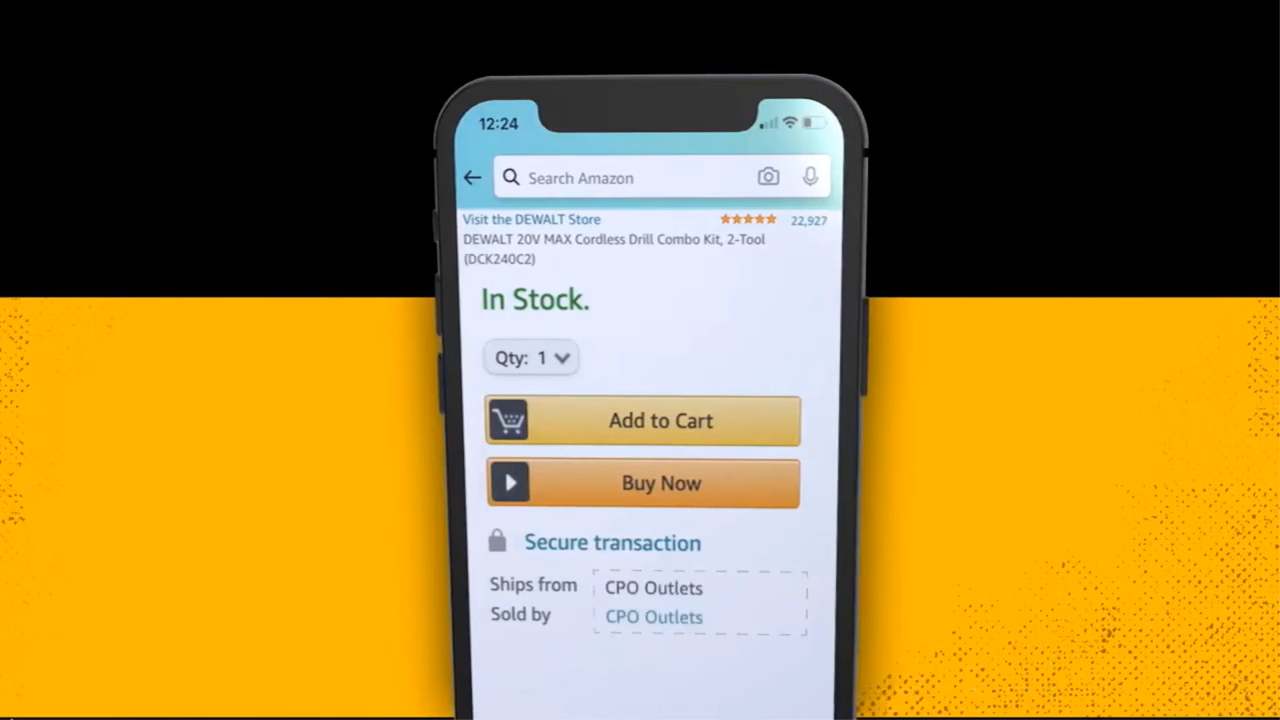 12:24
Search Amazon
Visit the DEWALT Store 22,927
DEWALT 20V MAX Cordless Drill Combo Kit, 2-Tool
(DCK240C2)
In Stock.
Qty: 1
Add to Cart
Buy Now
Secure transaction
Ships from CPO Outlets
Sold by CPO Outlets